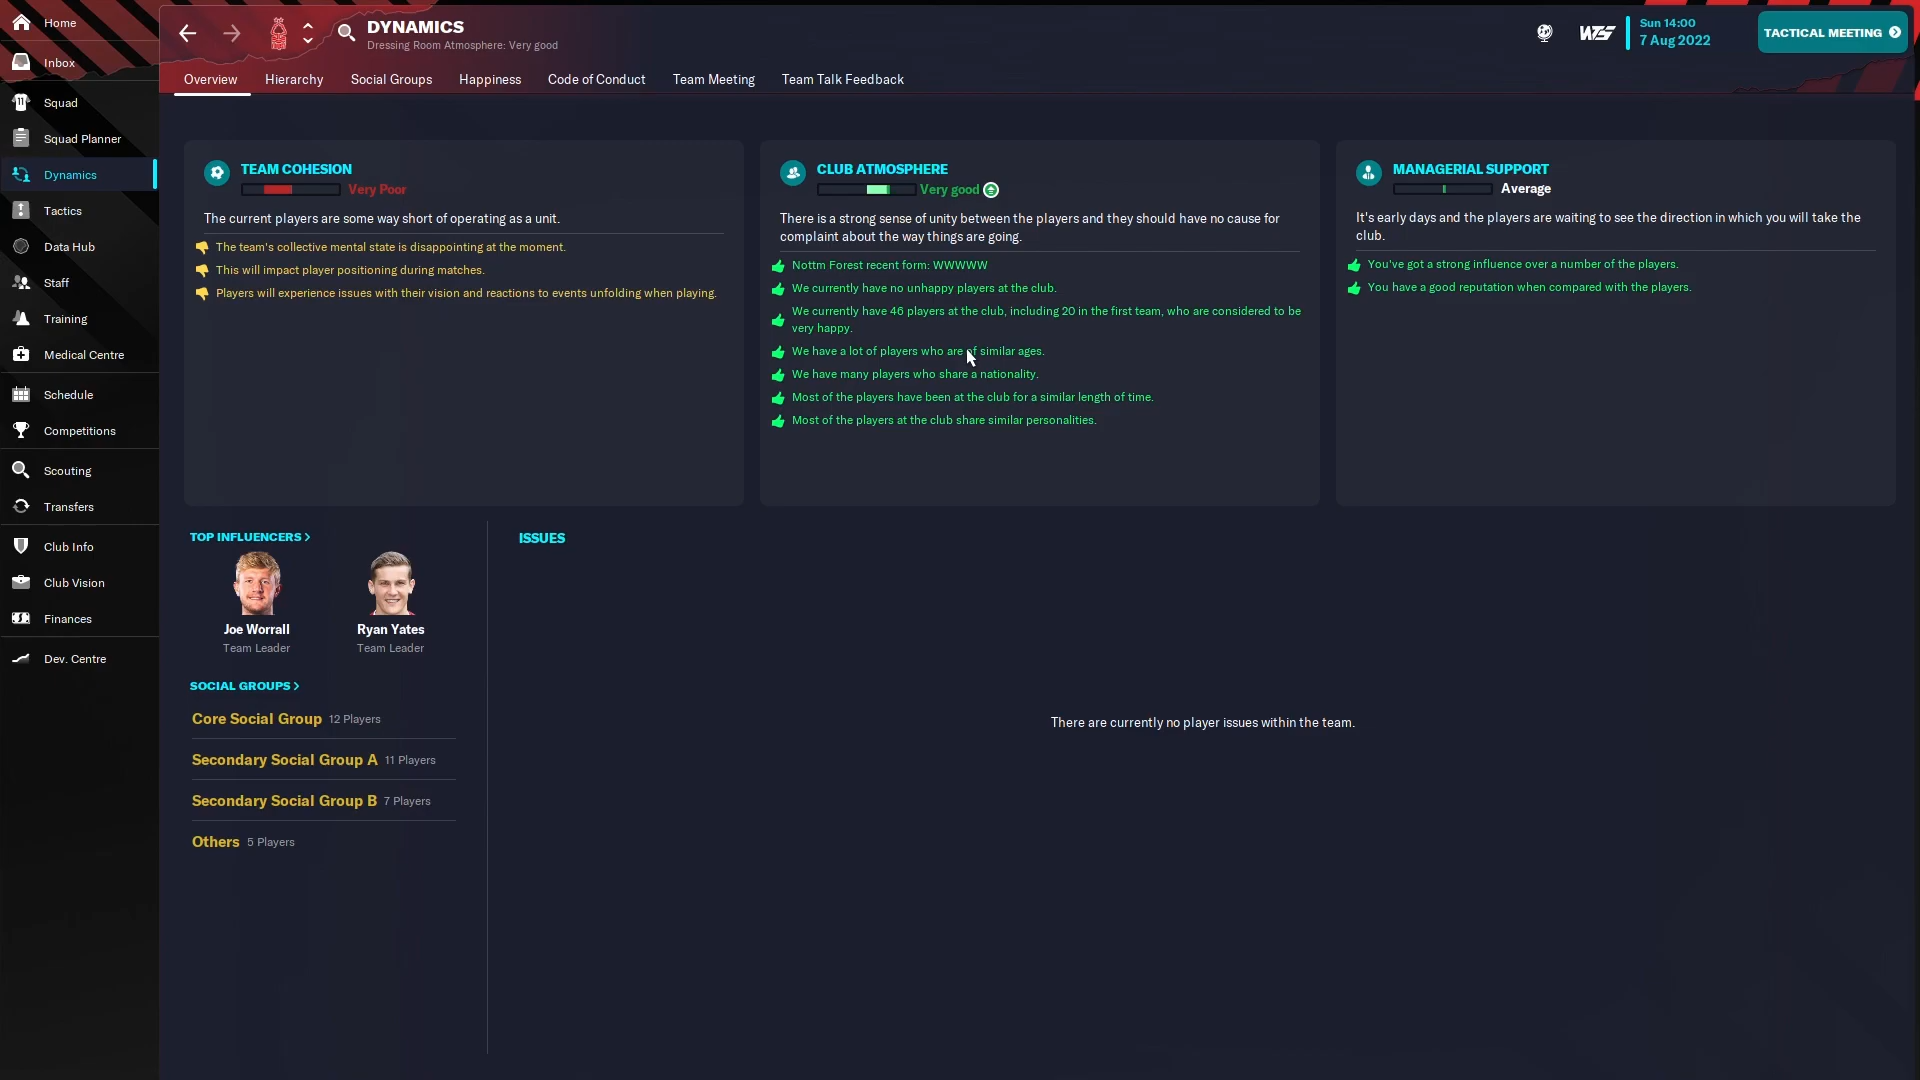 Home
Inbox
Squad
Squad Planner
Dynamics
Tactics
Data Hub
Staff
Training
Medical Centre
Schedule
Competitions
Scouting
Transfers
Club Info
Club Vision
Finances
Dev. Centre
DYNAMICS
Dressing Room Atmosphere: Very good
Sun 14:00
7 Aug 2022
TACTICAL MEETING
Overview Hierarchy Social Groups Happiness Code of Conduct Team Meeting Team Talk Feedback
TEAM COHESION
Very Poor
The current players are some way short of operating as a unit.
The team's collective mental state is disappointing at the moment.
This will impact player positioning during matches.
Players will experience issues with their vision and reactions to events unfolding when playing.
CLUB ATMOSPHERE
Very good
There is a strong sense of unity between the players and they should have no cause for
complaint about the way things are going.
Nottm Forest recent form: WWWWW
We currently have no unhappy players at the club.
We currently have 46 players at the club, including 20 in the first team, who are considered to be
very happy.
We have a lot of players who are of similar ages.
We have many players who share a nationality.
Most of the players have been at the club for a similar length of time.
Most of the players at the club share similar personalities.
MANAGERIAL SUPPORT
Average
It's early days and the players are waiting to see the direction in which you will take the
club.
You've got a strong influence over a number of the players.
You have a good reputation when compared with the players.
TOP INFLUENCERS >
Joe Worrall
Team Leader
Ryan Yates
Team Leader
SOCIAL GROUPS >
Core Social Group 12 Players
Secondary Social Group A 11 Players
Secondary Social Group B 7 Players
Others 5 Players
ISSUES
There are currently no player issues within the team.